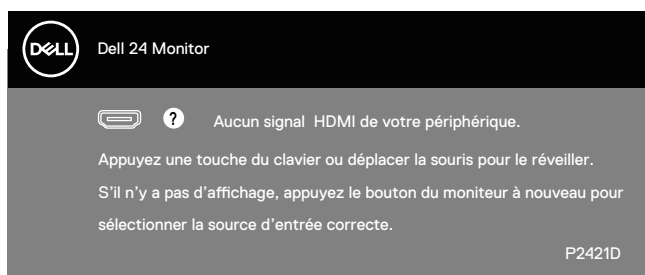 DELL
Dell 24 Monitor
? Aucun signal HDMI de votre périphérique.
Appuyez une touche du clavier ou déplacer la souris pour le réveiller.
S’il n’y a pas d’affichage, appuyez le bouton du moniteur à nouveau pour
sélectionner la source d’entrée correcte.
P2421D